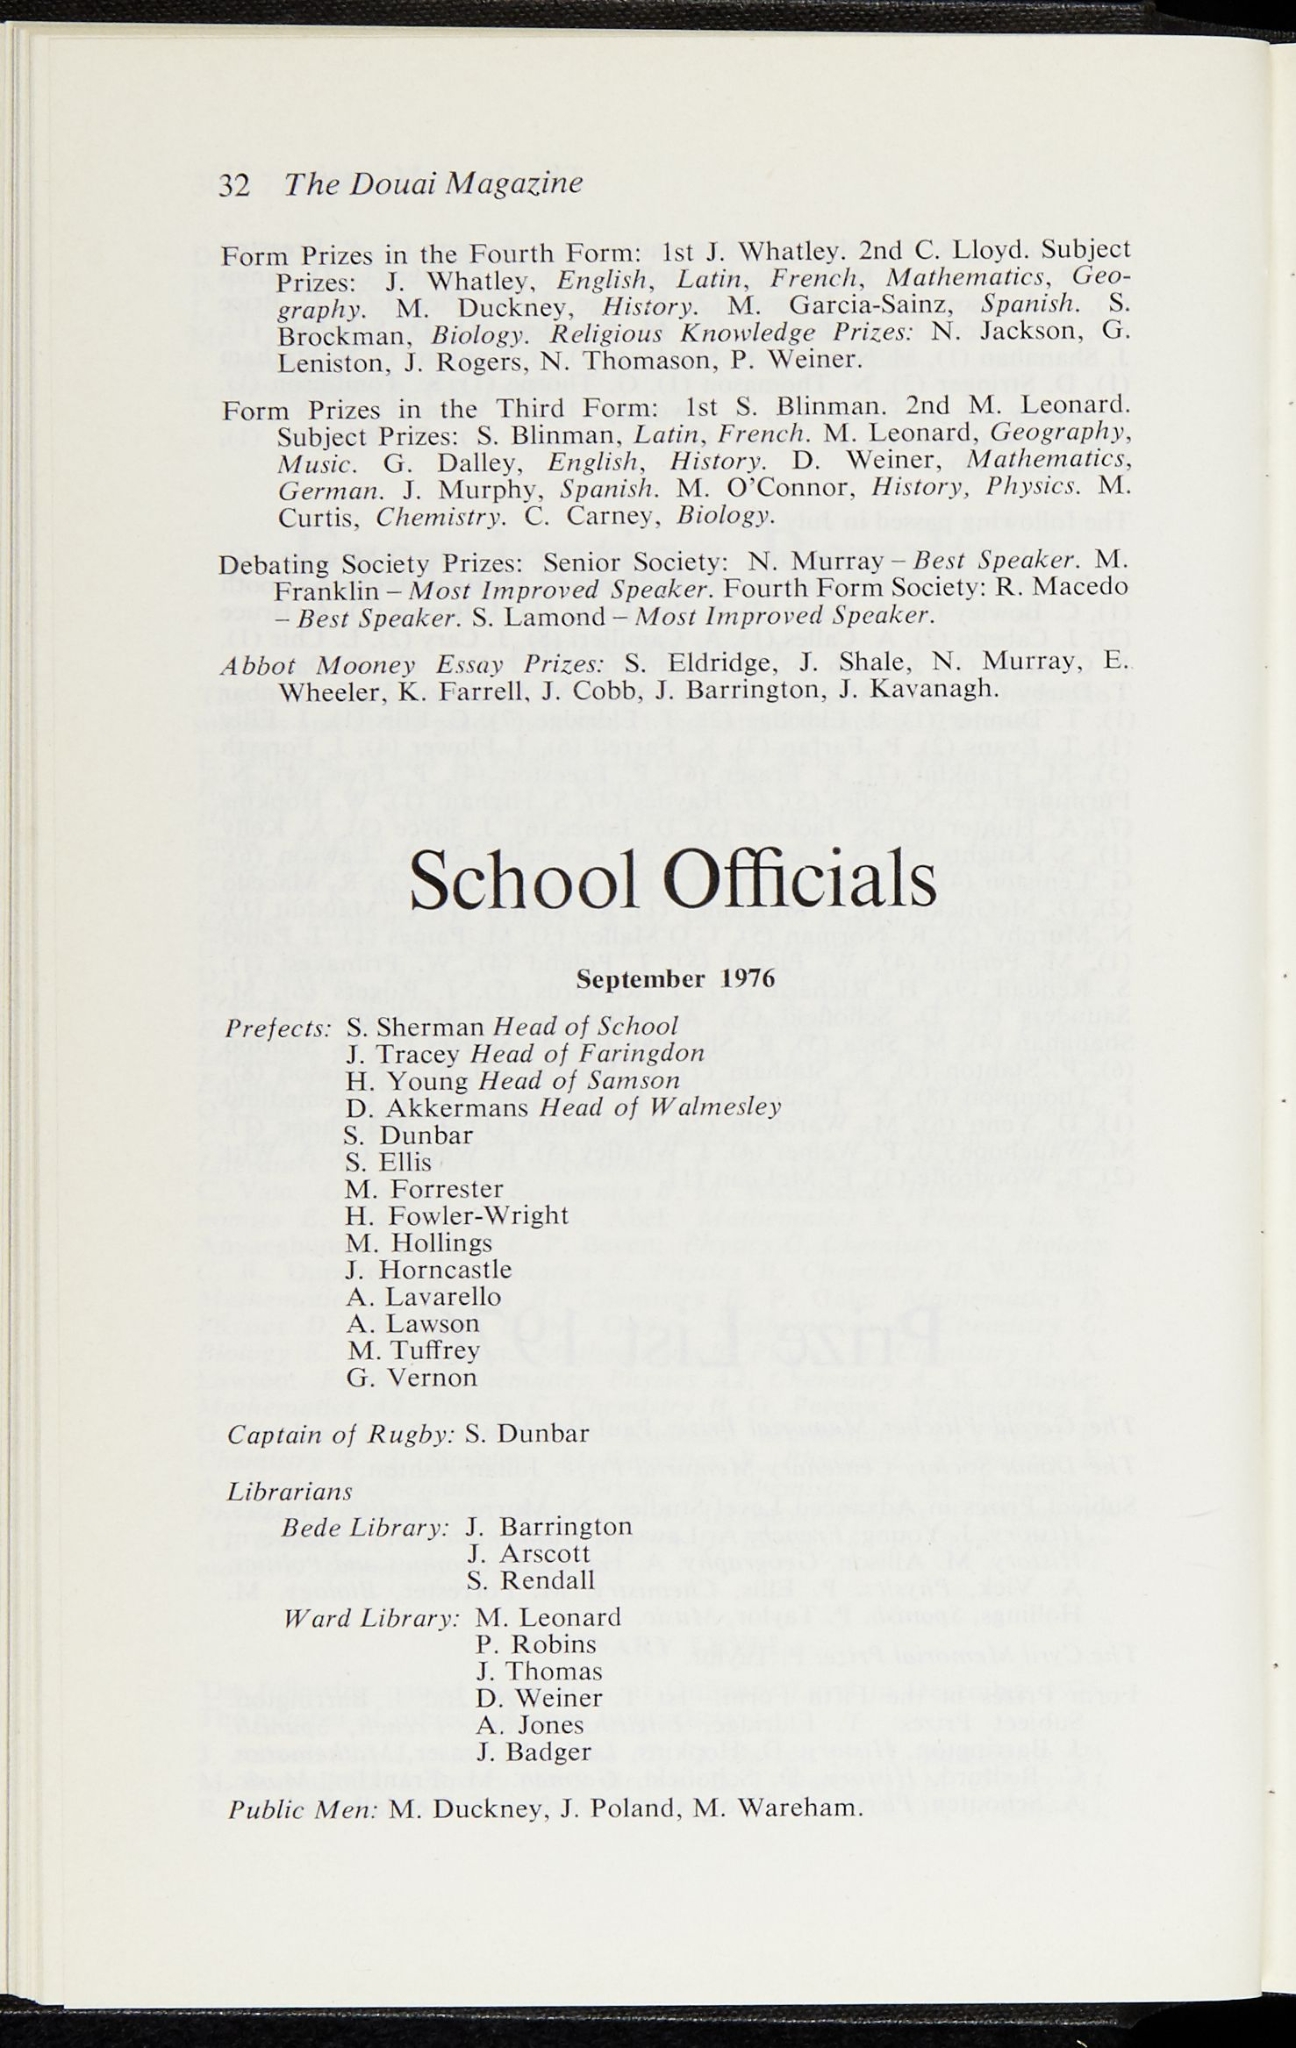 32 The Douai Magazine
Form Prizes in the Fourth Form: 1st J. Whatley. 2nd C. Lloyd. Subject
Prizes: J. Whatley, English, Latin, French, Mathematics, Geo-
graphy. M. Duckney, History. M. Garcia-Sainz, Spanish. S.
Brockman, Biology. Religious Knowledge Prizes: N. Jackson, G.
Leniston, J. Rogers, N. Thomason, P. Weiner.
Form Prizes in the Third Form: 1st S. Blinman. 2nd M. Leonard.
Subject Prizes: S. Blinman, Latin, French. M. Leonard, Geography,
Music. G. Dalley, English, History. D. Weiner, Mathematics,
German. J. Murphy, Spanish. M. O'Connor, History, Physics. M.
Curtis, Chemistry. C. Carney, Biology.
Debating Society Prizes: Senior Society: N. Murray – Best Speaker. M.
Franklin – Most Improved Speaker. Fourth Form Society: R. Macedo
– Best Speaker. S. Lamond – Most Improved Speaker.
Abbot Mooney Essay Prizes: S. Eldridge, J. Shale, N. Murray, E.
Wheeler, K. Farrell, J. Cobb, J. Barrington, J. Kavanagh.
School Officials
September 1976
Prefects: S. Sherman Head of School
J. Tracey Head of Faringdon
H. Young Head of Samson
D. Akkermans Head of Walmesley
S. Dunbar
S. Ellis
M. Forrester
H. Fowler-Wright
M. Hollings
J. Horncastle
A. Lavarello
A. Lawson
M. Tuffrey
G. Vernon
Captain of Rugby: S. Dunbar
Librarians
Bede Library: J. Barrington
J. Arscott
S. Rendall
Ward Library: M. Leonard
P. Robins
J. Thomas
D. Weiner
A. Jones
J. Badger
Public Men: M. Duckney, J. Poland, M. Wareham.